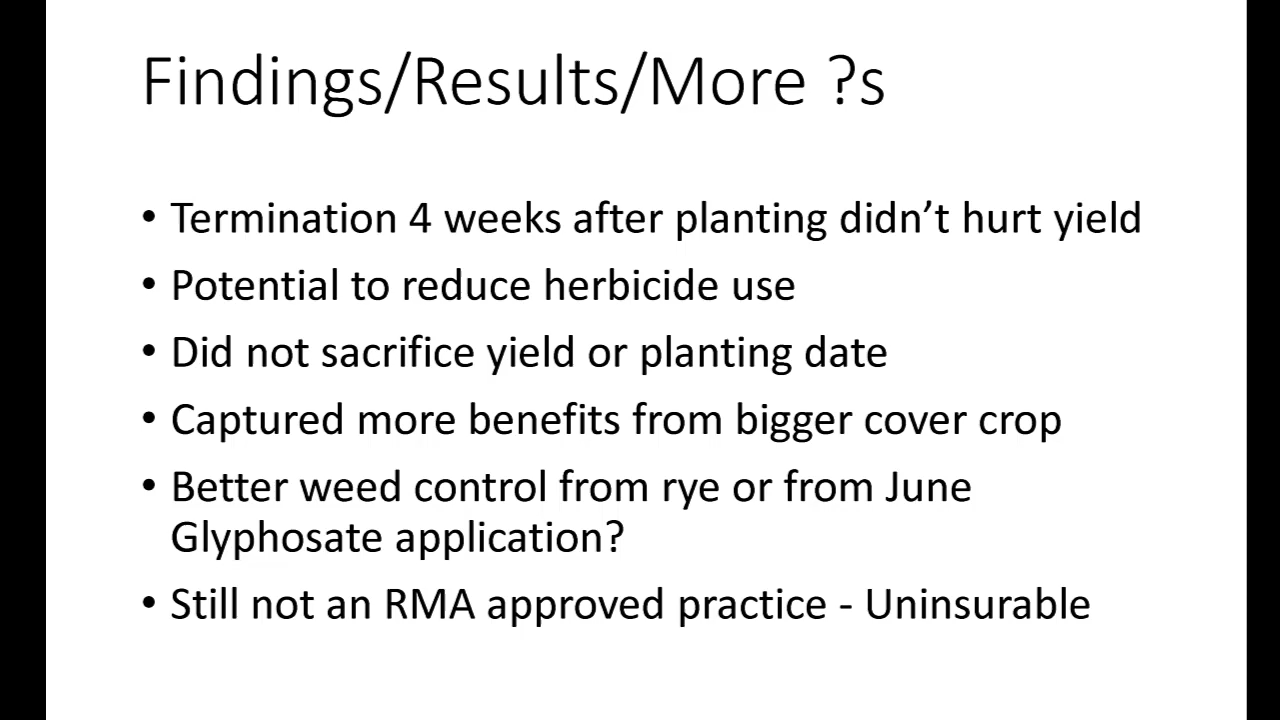 Findings/Results/More ?s
• Termination 4 weeks after planting didn’t hurt yield
• Potential to reduce herbicide use
• Did not sacrifice yield or planting date
• Captured more benefits from bigger cover crop
• Better weed control from rye or from June
Glyphosate application?
• Still not an RMA approved practice - Uninsurable